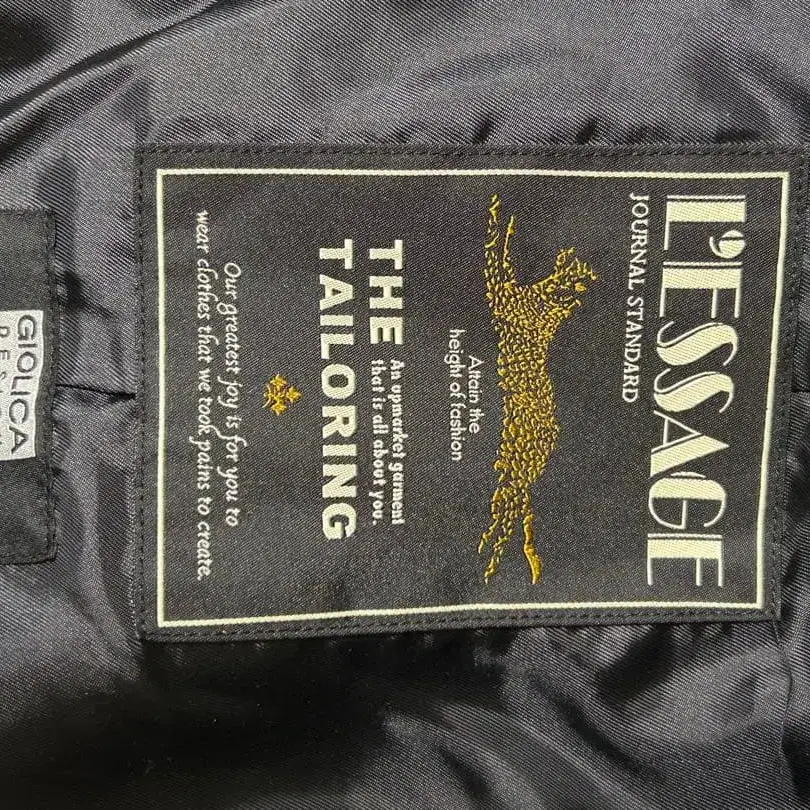 L'ESSAGE
JOURNAL STANDARD
Attain the
height of fashion
THE An upmarket garment
that is all about you.
TAILORING
Our greatest joy is for you to
wear clothes that we took pains to create.
GIOLICA